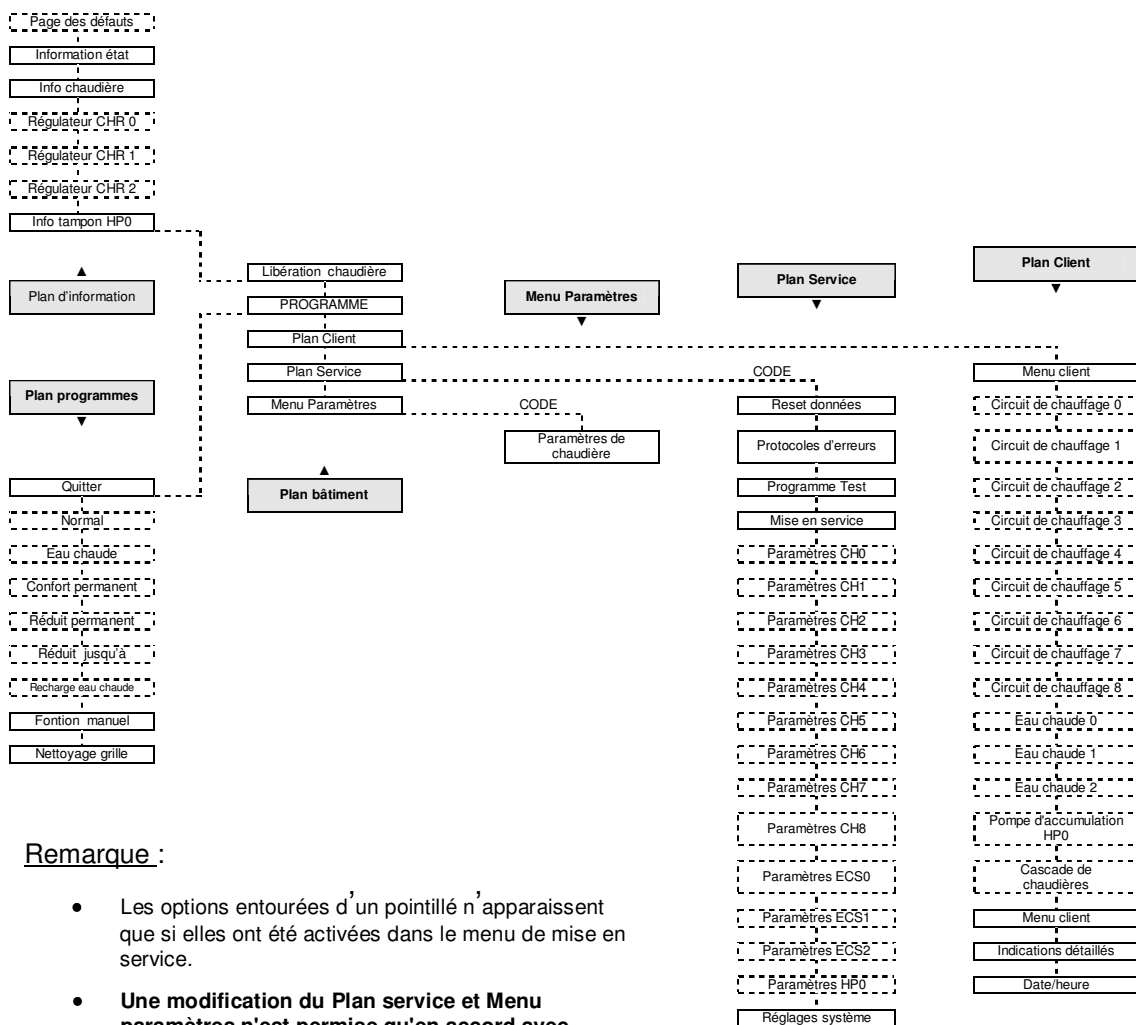 Page des défauts
Information état
Info chaudière
Régulateur CHR 0
Régulateur CHR 1
Régulateur CHR 2
Info tampon HP0
▲
Plan d'information
Plan programmes
▼
Quitter
Normal
Eau chaude
Confort permanent
Réduit permanent
Réduit jusqu'à
Recharge eau chaude
Fontion manuel
Nettoyage grille
Libération chaudière
PROGRAMME
Plan Client
Plan Service
Menu Paramètres
▲
Plan bâtiment
Menu Paramètres
▼
CODE
Paramètres de
chaudière
Plan Service
▼
CODE
Reset données
Protocoles d'erreurs
Programme Test
Mise en service
Paramètres CH0
Paramètres CH1
Paramètres CH2
Paramètres CH3
Paramètres CH4
Paramètres CH5
Paramètres CH6
Paramètres CH7
Paramètres CH8
Paramètres ECS0
Paramètres ECS1
Paramètres ECS2
Paramètres HP0
Réglages système
Plan Client
▼
Menu client
Circuit de chauffage 0
Circuit de chauffage 1
Circuit de chauffage 2
Circuit de chauffage 3
Circuit de chauffage 4
Circuit de chauffage 5
Circuit de chauffage 6
Circuit de chauffage 7
Circuit de chauffage 8
Eau chaude 0
Eau chaude 1
Eau chaude 2
Pompe d'accumulation
HP0
Cascade de
chaudières
Menu client
Indications détaillés
Date/heure
Remarque :
• Les options entourées d'un pointillé n'apparaissent
que si elles ont été activées dans le menu de mise en
service.
• Une modification du Plan service et Menu
paramètres n'est permise qu'en accord avec